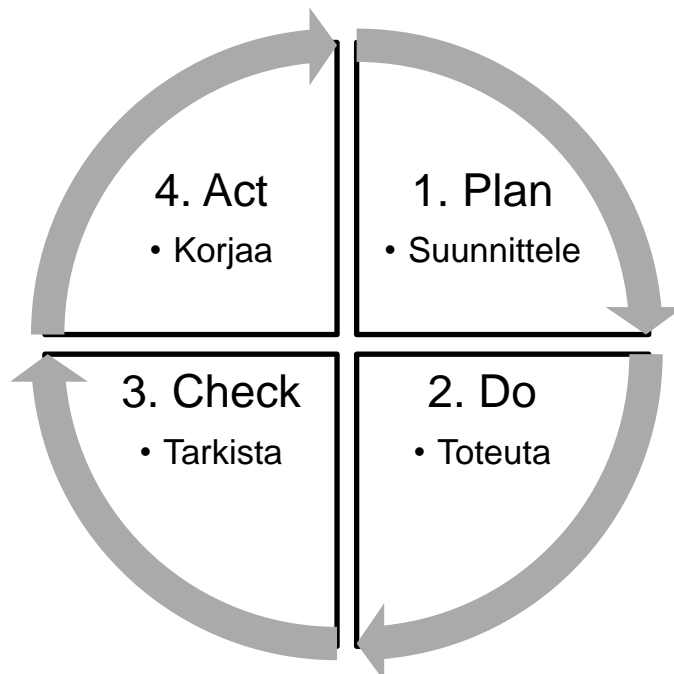 4. Act
• Korjaa
1. Plan
• Suunnittele
3. Check
• Tarkista
2. Do
• Toteuta